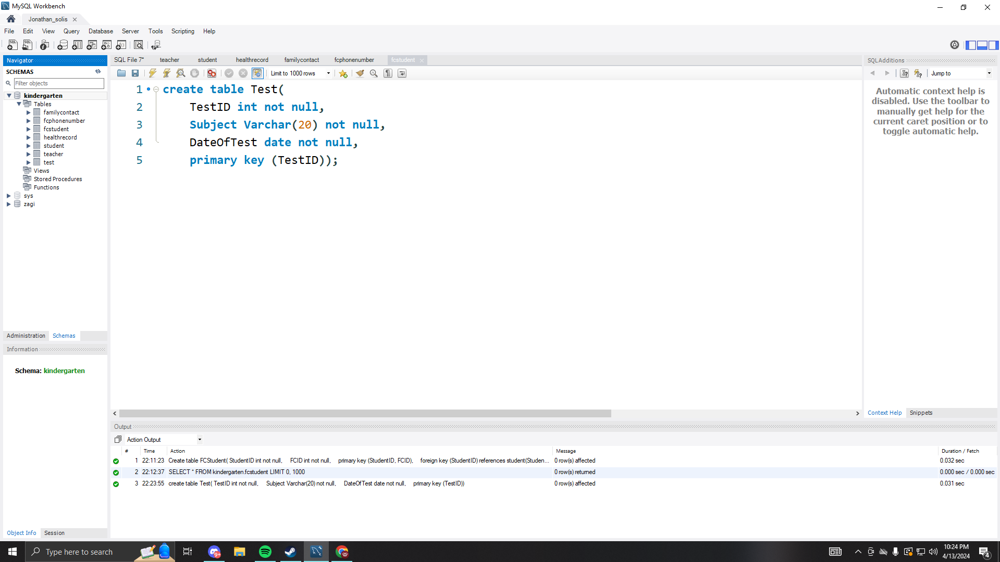 MySQL Workbench
Jonathan_solis
File Edit View Query Database Server Tools Scripting Help
Navigator
SCHEMAS
Filter objects
kindergarten
Tables
familycontact
fcphonenumber
fcstudent
healthrecord
student
teacher
test
Views
Stored Procedures
Functions
sys
zagi
Administration Schemas
Information
Schema: kindergarten
Object Info Session
SQL File 7* teacher student healthrecord familycontact fcphonenumber fcstudent
Limit to 1000 rows
1 create table Test(
2 TestID int not null,
3 Subject Varchar(20) not null,
4 DateOfTest date not null,
5 primary key (TestID));
SQLAdditions
Jump to
Automatic context help is
disabled. Use the toolbar to
manually get help for the
current caret position or to
toggle automatic help.
Context Help Snippets
Output
Action Output
# Time Action Message Duration / Fetch
1 22:11:23 Create table FCStudent( StudentID int not null, FCID int not null, primary key (StudentID, FCID), foreign key (StudentID) references student(Studen... 0 row(s) affected 0.032 sec
2 22:12:37 SELECT * FROM kindergarten.fcstudent LIMIT 0, 1000 0 row(s) returned 0.000 sec / 0.000 sec
3 22:23:55 create table Test( TestID int not null, Subject Varchar(20) not null, DateOfTest date not null, primary key (TestID)) 0 row(s) affected 0.031 sec
Type here to search
9+
10:24 PM
4/13/2024
4